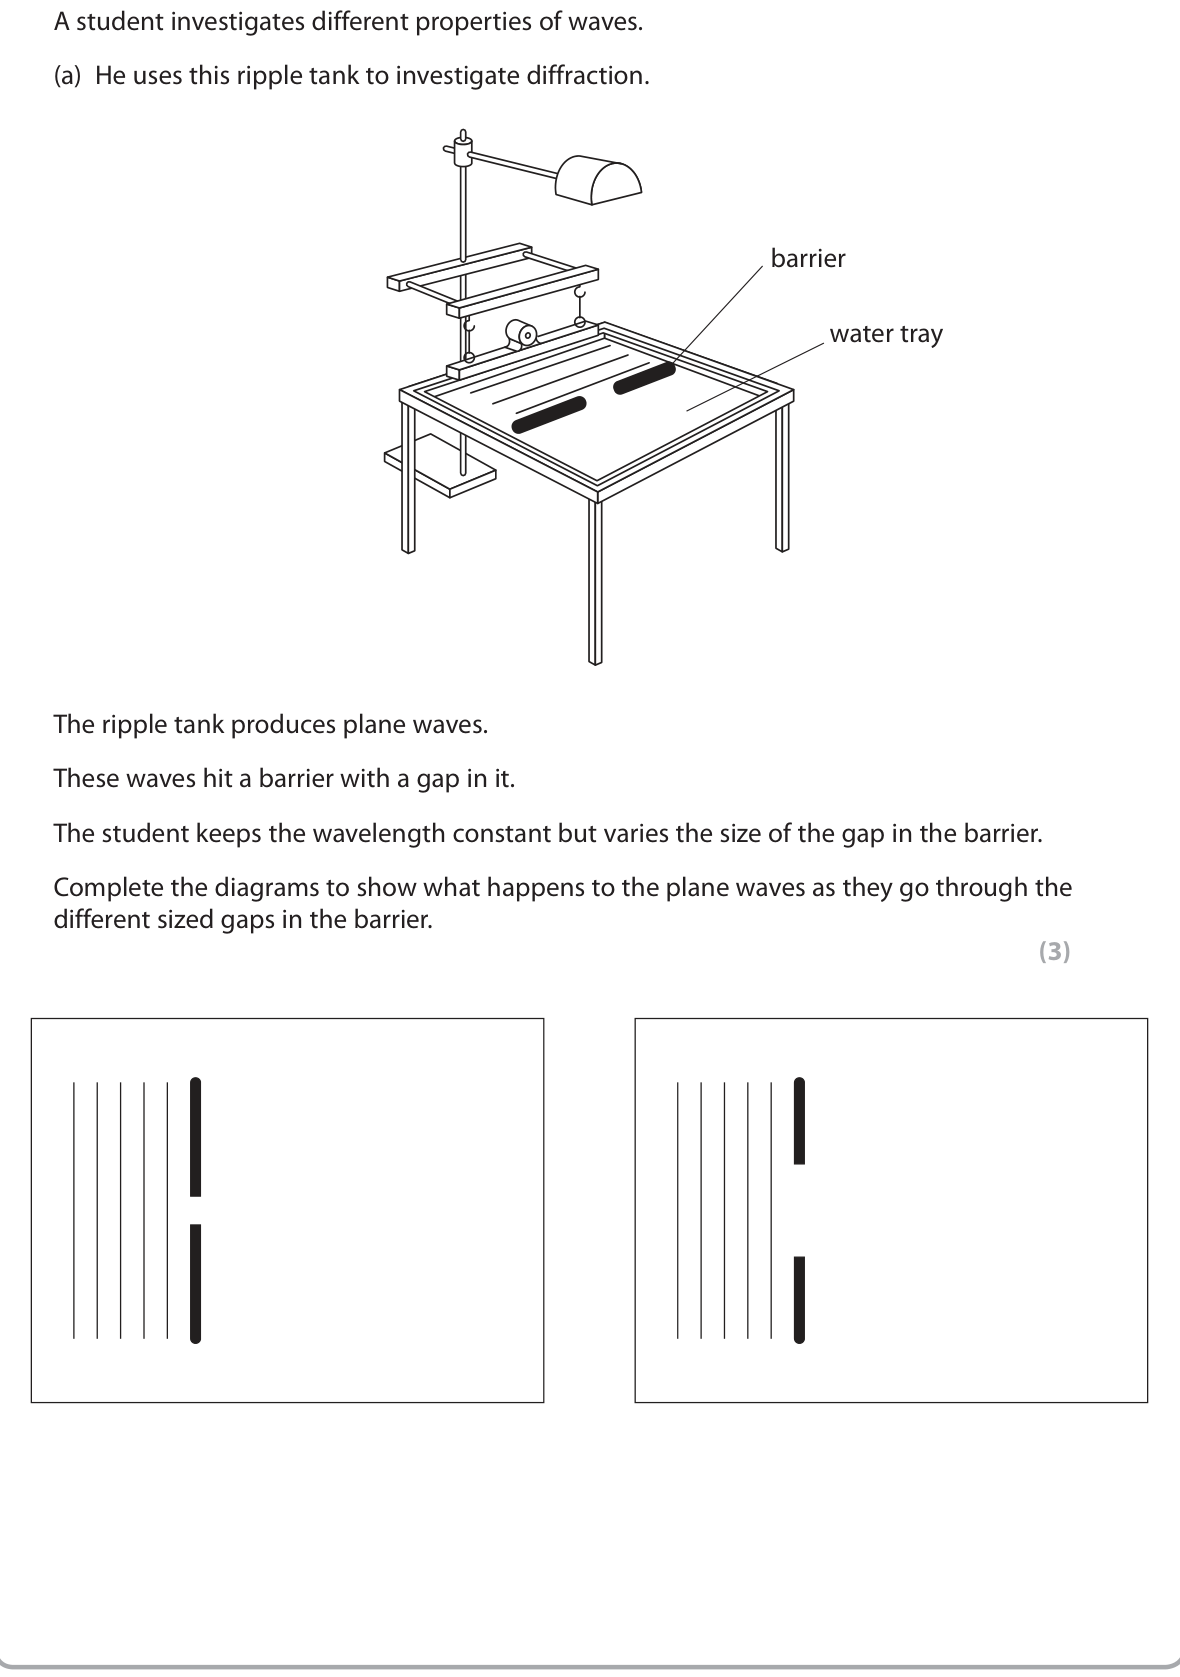 A student investigates different properties of waves.
(a) He uses this ripple tank to investigate diffraction.
barrier
water tray
The ripple tank produces plane waves.
These waves hit a barrier with a gap in it.
The student keeps the wavelength constant but varies the size of the gap in the barrier.
Complete the diagrams to show what happens to the plane waves as they go through the
different sized gaps in the barrier.
(3)